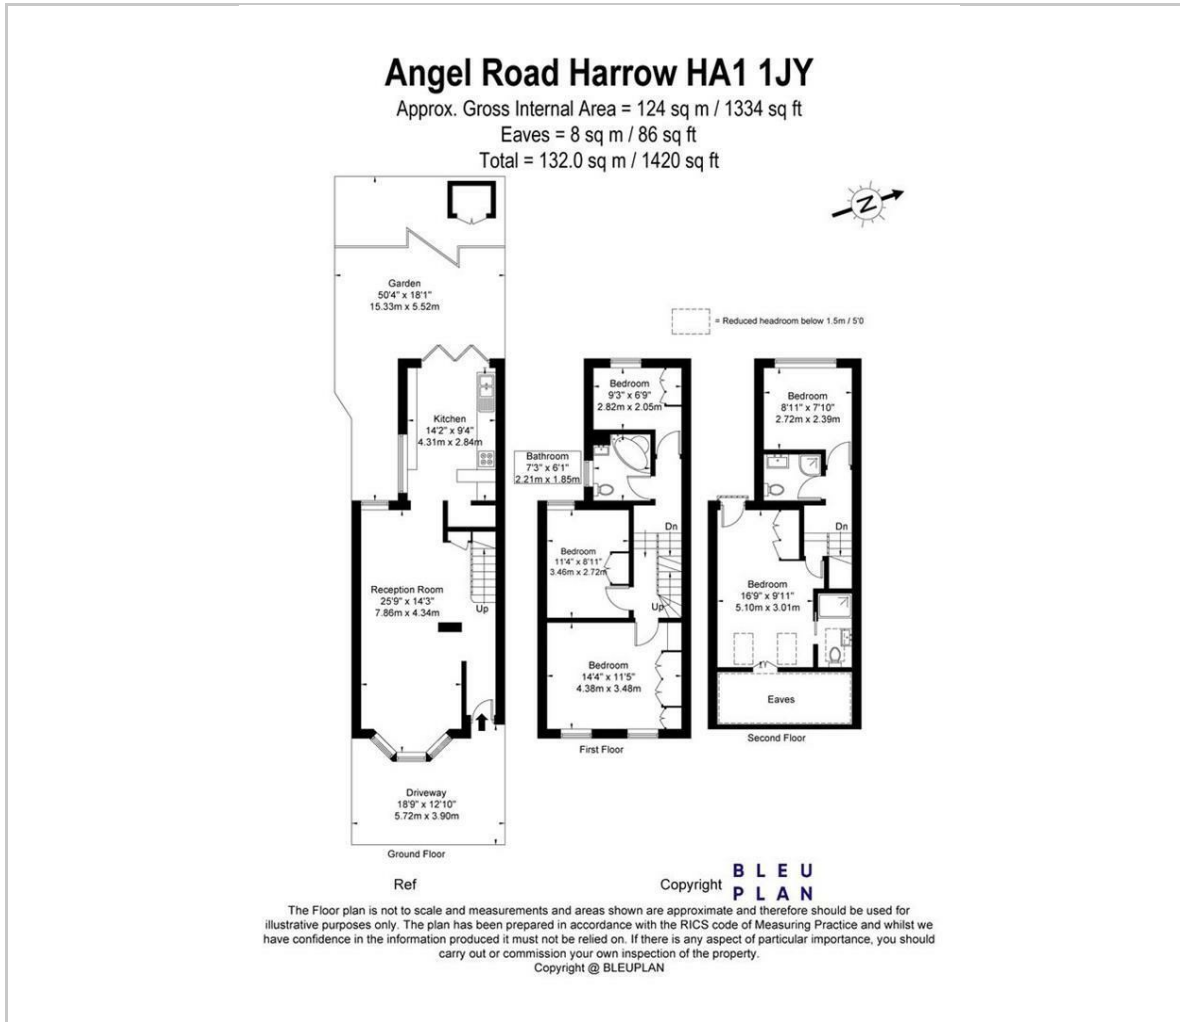 Angel Road Harrow HA1 1JY
Approx. Gross Internal Area = 124 sq m / 1334 sq ft
Eaves = 8 sq m / 86 sq ft
Total = 132.0 sq m / 1420 sq ft
N
Garden
50'4" x 18'1"
15.33m x 5.52m
= Reduced headroom below 1.5m / 5'0
Kitchen
14'2" x 9'4"
4.31m x 2.84m
Reception Room
25'9" x 14'3"
7.86m x 4.34m
Up
Driveway
18'9" x 12'10"
5.72m x 3.90m
Ground Floor
Bedroom
9'3" x 6'9"
2.82m x 2.05m
Bathroom
7'3" x 6'1"
2.21m x 1.85m
Dn
Bedroom
11'4" x 8'11"
3.46m x 2.72m
Up
Bedroom
14'4" x 11'5"
4.38m x 3.48m
First Floor
Bedroom
8'11" x 7'10"
2.72m x 2.39m
Dn
Bedroom
16'9" x 9'11"
5.10m x 3.01m
Eaves
Second Floor
Ref
Copyright
BLEU
PLAN
The Floor plan is not to scale and measurements and areas shown are approximate and therefore should be used for
illustrative purposes only. The plan has been prepared in accordance with the RICS code of Measuring Practice and whilst we
have confidence in the information produced it must not be relied on. If there is any aspect of particular importance, you should
carry out or commission your own inspection of the property.
Copyright @ BLEUPLAN